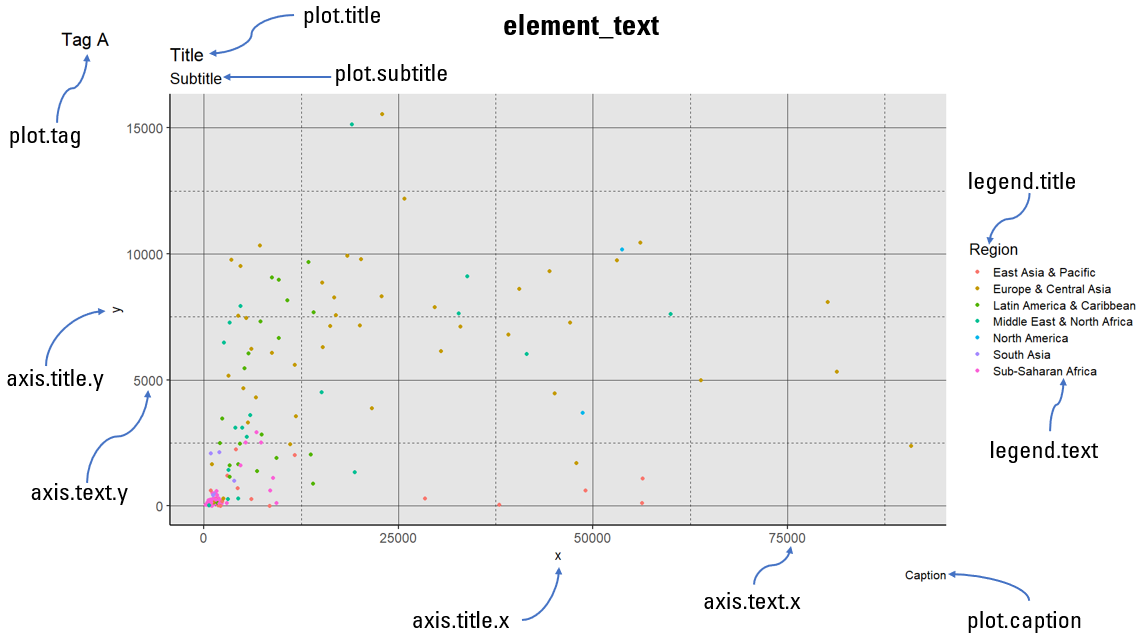 plot.title
element_text
Tag A
Title
Subtitle
plot.subtitle
plot.tag
15000
legend.title
10000
Region
East Asia & Pacific
Europe & Central Asia
Latin America & Caribbean
Middle East & North Africa
North America
South Asia
Sub-Saharan Africa
y
axis.title.y
5000
legend.text
axis.text.y
0
0 25000 50000 75000
x
Caption
axis.title.x
axis.text.x
plot.caption